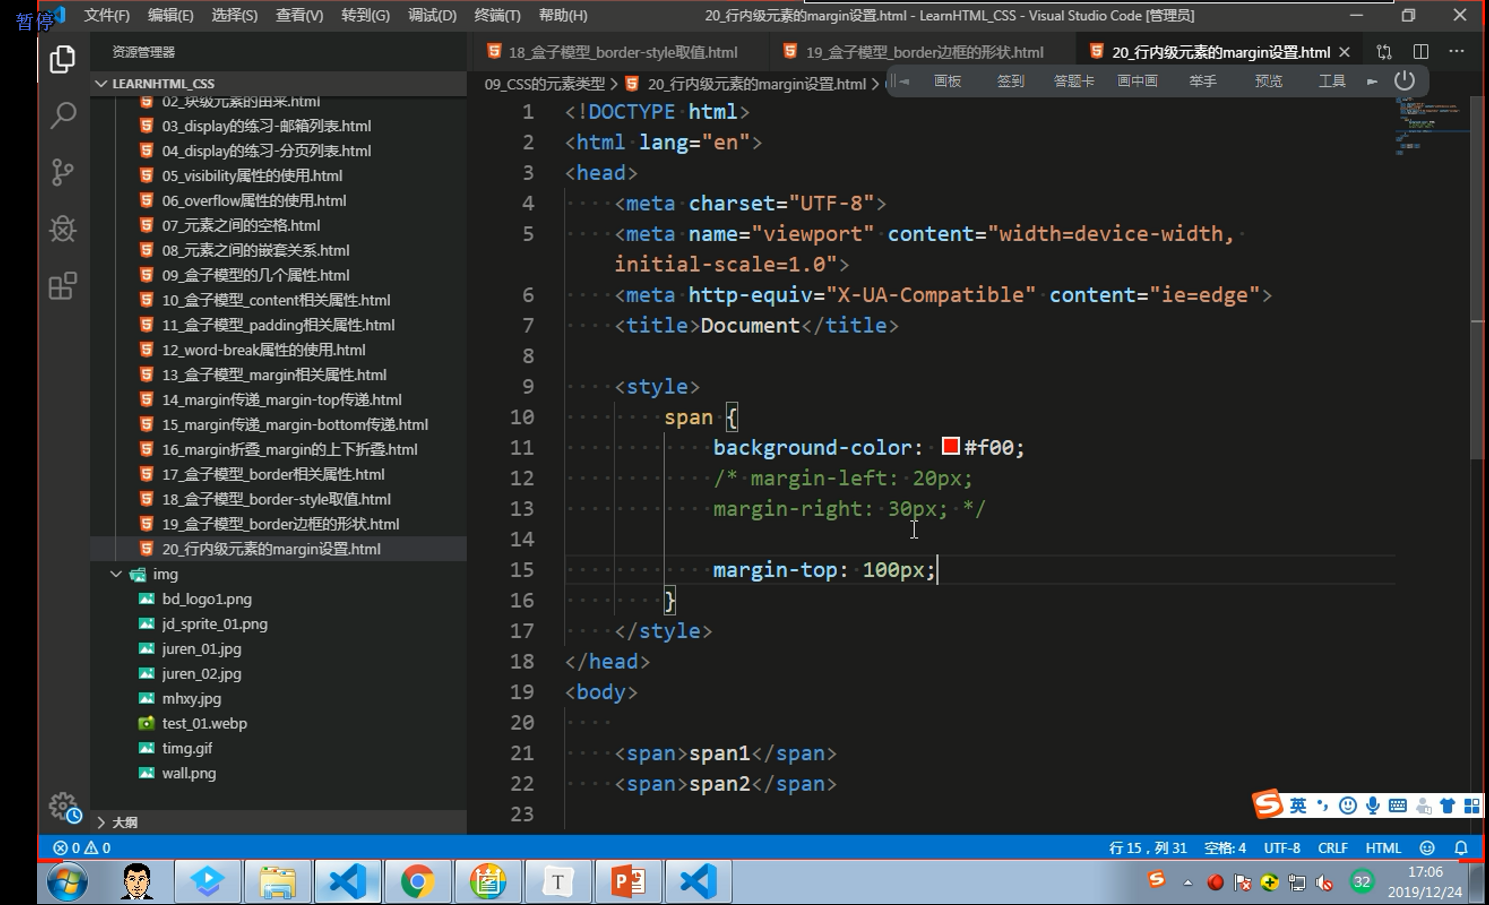 暂停
文件(F) 编辑(E) 选择(S) 查看(V) 转到(G) 调试(D) 终端(T) 帮助(H) 20_行内级元素的margin设置.html - LearnHTML_CSS - Visual Studio Code [管理员]
资源管理器
18_盒子模型_border-style取值.html
19_盒子模型_border边框的形状.html
20_行内级元素的margin设置.html
LEARNHTML_CSS
09_CSS的元素类型 > 20_行内级元素的margin设置.html >
画板 签到 答题卡 画中画 举手 预览 工具
02_块级元素的由来.html
03_display的练习-邮箱列表.html
04_display的练习-分页列表.html
05_visibility属性的使用.html
06_overflow属性的使用.html
07_元素之间的空格.html
08_元素之间的嵌套关系.html
09_盒子模型的几个属性.html
10_盒子模型_content相关属性.html
11_盒子模型_padding相关属性.html
12_word-break属性的使用.html
13_盒子模型_margin相关属性.html
14_margin传递_margin-top传递.html
15_margin传递_margin-bottom传递.html
16_margin折叠_margin的上下折叠.html
17_盒子模型_border相关属性.html
18_盒子模型_border-style取值.html
19_盒子模型_border边框的形状.html
20_行内级元素的margin设置.html
img
bd_logo1.png
jd_sprite_01.png
juren_01.jpg
juren_02.jpg
mhxy.jpg
test_01.webp
timg.gif
wall.png
大纲
1 <!DOCTYPE html>
2 <html lang="en">
3 <head>
4 <meta charset="UTF-8">
5 <meta name="viewport" content="width=device-width,
initial-scale=1.0">
6 <meta http-equiv="X-UA-Compatible" content="ie=edge">
7 <title>Document</title>
8
9 <style>
10 span {
11 background-color: #f00;
12 /* margin-left: 20px;
13 margin-right: 30px; */
14
15 margin-top: 100px;
16 }
17 </style>
18 </head>
19 <body>
20
21 <span>span1</span>
22 <span>span2</span>
23
英
0 0 行 15，列 31 空格: 4 UTF-8 CRLF HTML
T P 32
17:06
2019/12/24